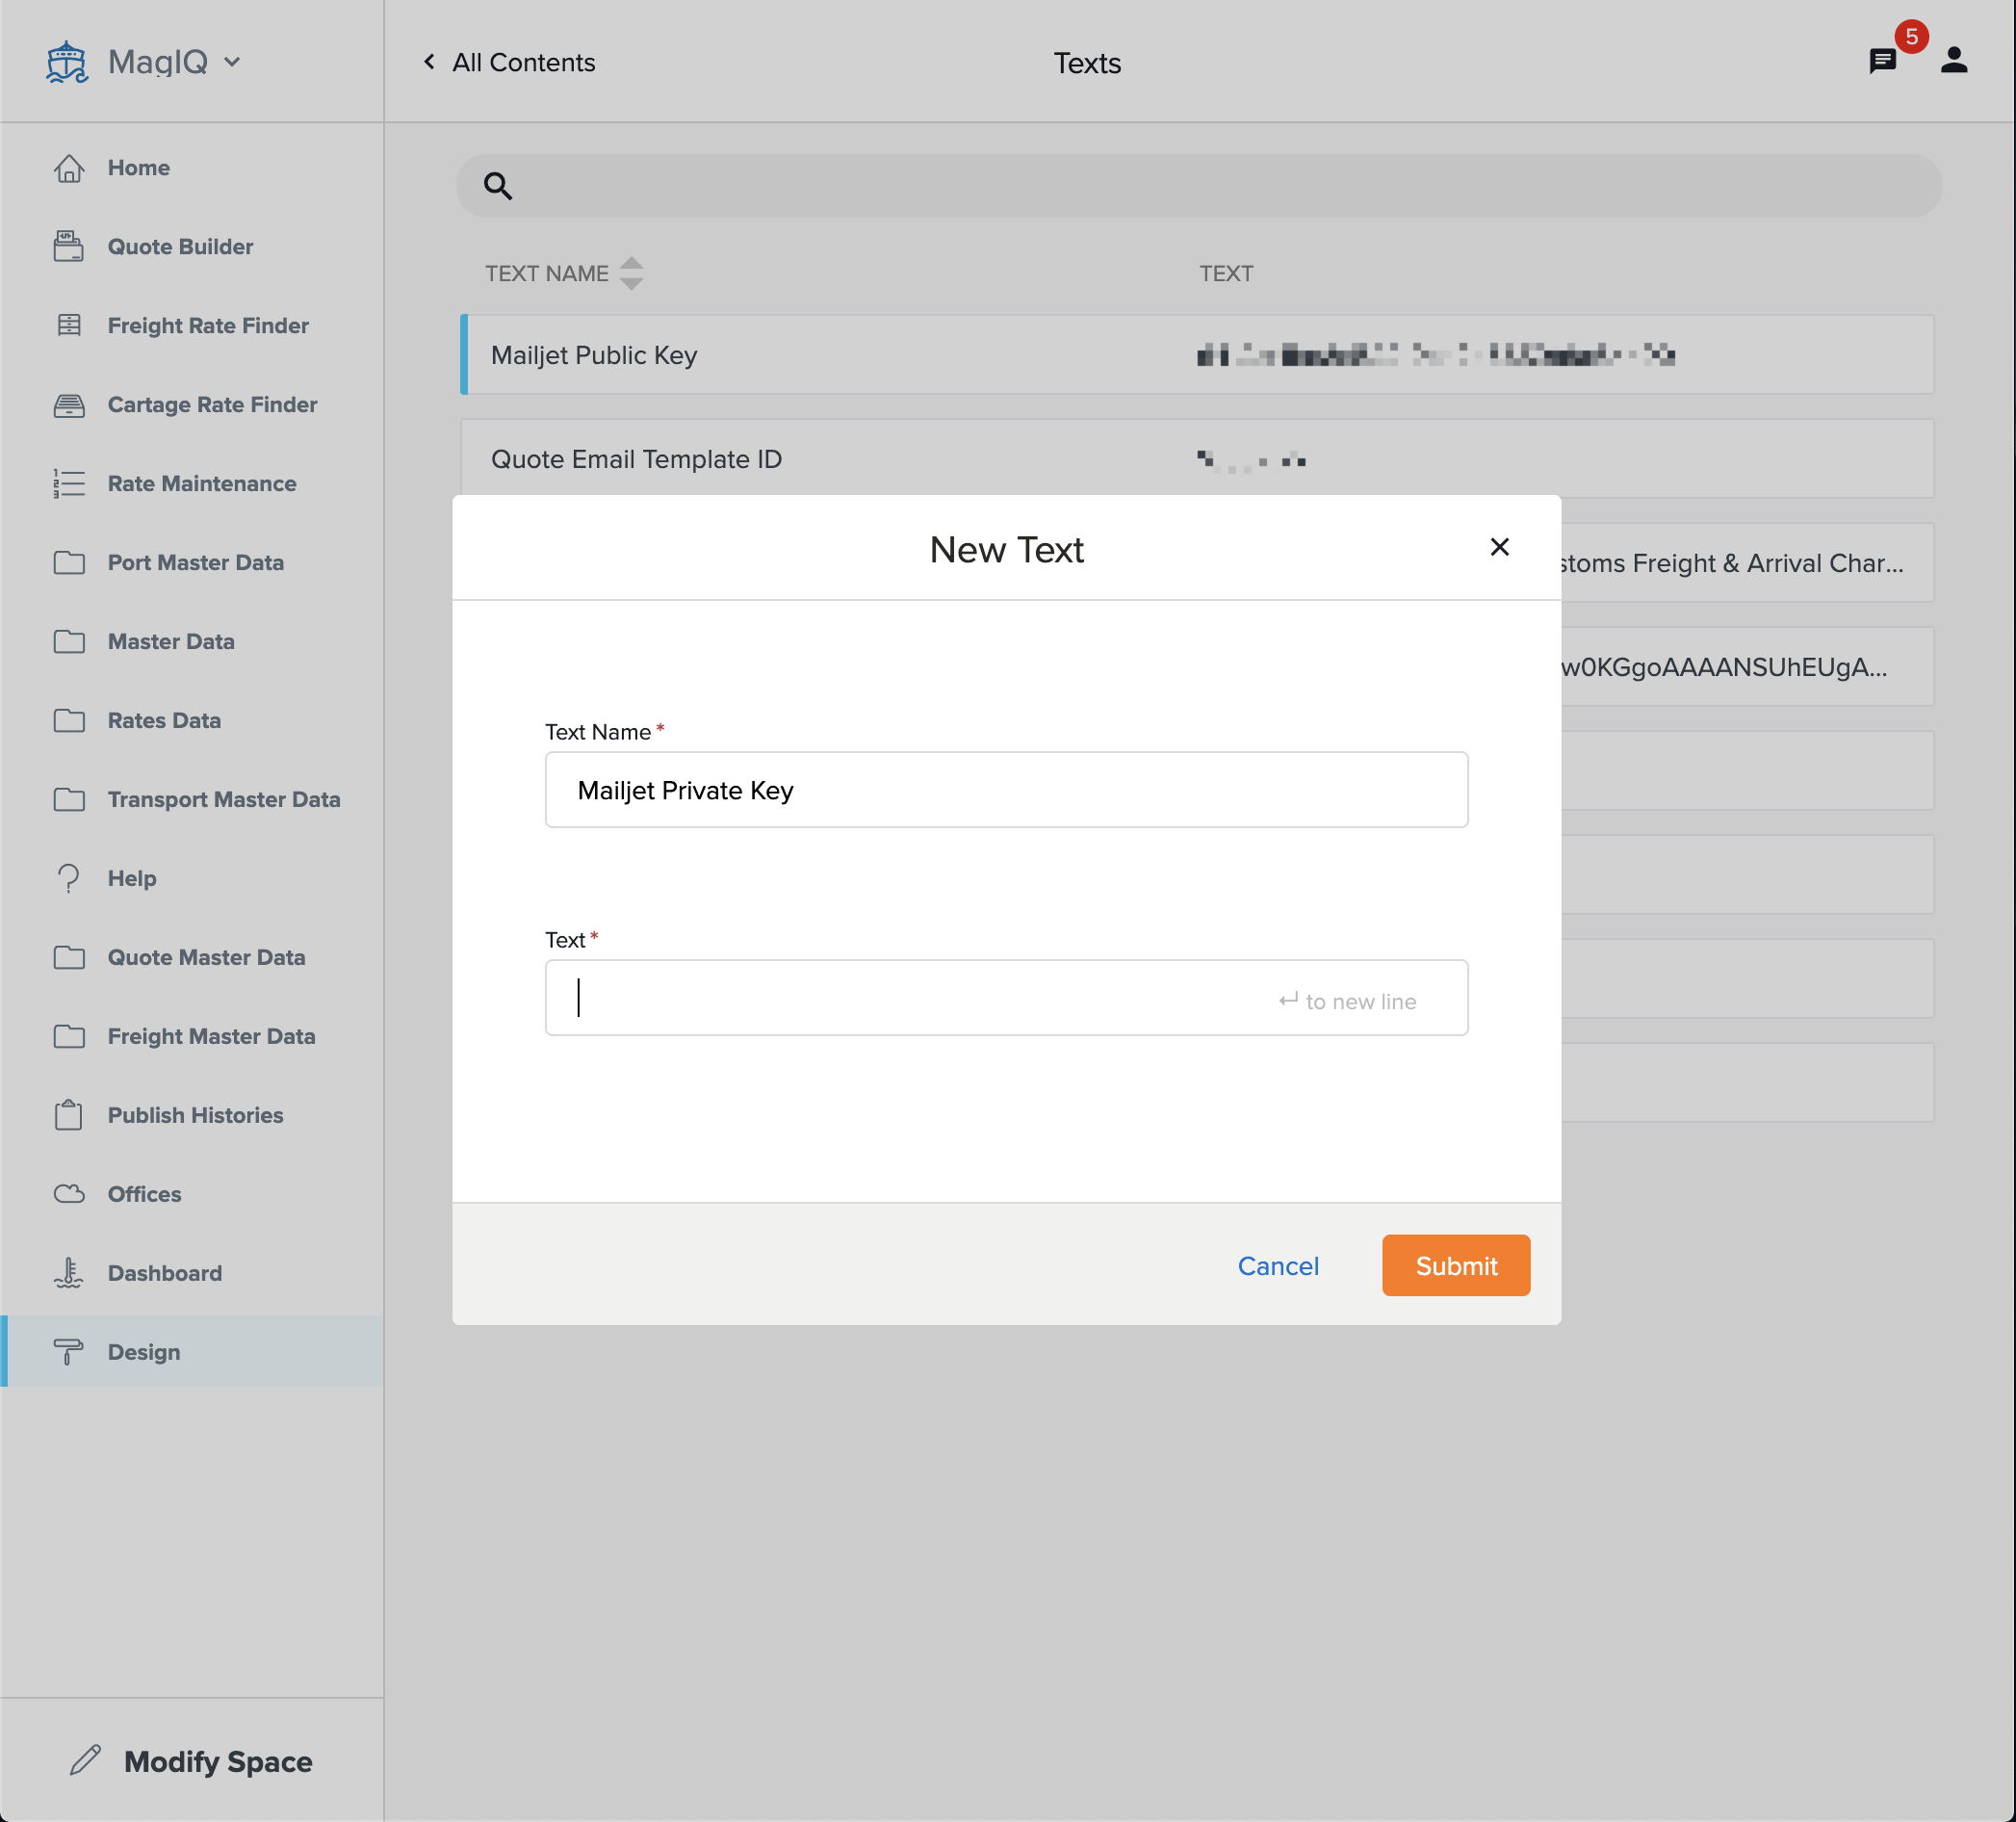 MagIQ
All Contents
Texts
5
Home
Quote Builder
Freight Rate Finder
Cartage Rate Finder
Rate Maintenance
Port Master Data
Master Data
Rates Data
Transport Master Data
Help
Quote Master Data
Freight Master Data
Publish Histories
Offices
Dashboard
Design
Modify Space
TEXT NAME
TEXT
Mailjet Public Key
Quote Email Template ID
stoms Freight & Arrival Char...
w0KGgoAAAANSUhEUgA...
New Text
Text Name *
Mailjet Private Key
Text *
↵ to new line
Cancel
Submit